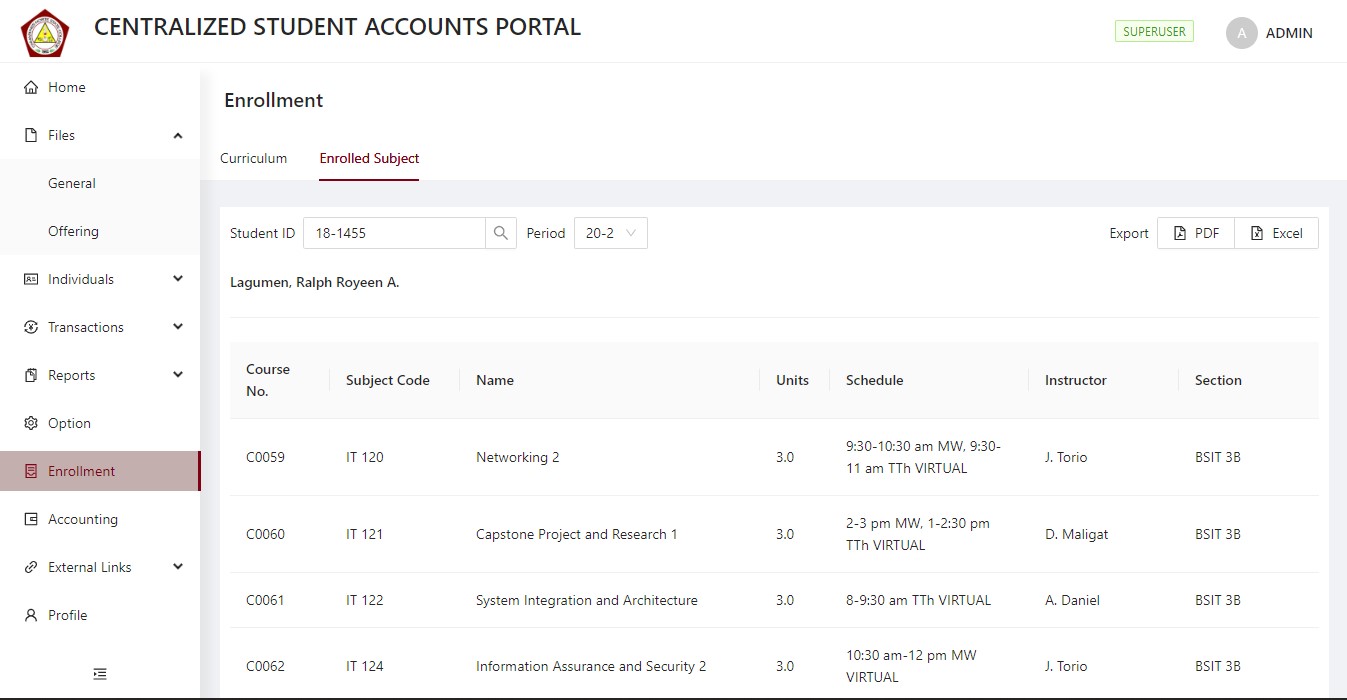 CENTRALIZED STUDENT ACCOUNTS PORTAL
SUPERUSER
A
ADMIN
Home
Files
General
Offering
Individuals
Transactions
Reports
Option
Enrollment
Accounting
External Links
Profile
Enrollment
Curriculum
Enrolled Subject
Student ID 18-1455 Period 20-2
Export PDF Excel
Lagumen, Ralph Royeen A.
Course No. Subject Code Name Units Schedule Instructor Section
C0059 IT 120 Networking 2 3.0 9:30-10:30 am MW, 9:30-11 am TTh VIRTUAL J. Torio BSIT 3B
C0060 IT 121 Capstone Project and Research 1 3.0 2-3 pm MW, 1-2:30 pm TTh VIRTUAL D. Maligat BSIT 3B
C0061 IT 122 System Integration and Architecture 3.0 8-9:30 am TTh VIRTUAL A. Daniel BSIT 3B
C0062 IT 124 Information Assurance and Security 2 3.0 10:30 am-12 pm MW VIRTUAL J. Torio BSIT 3B